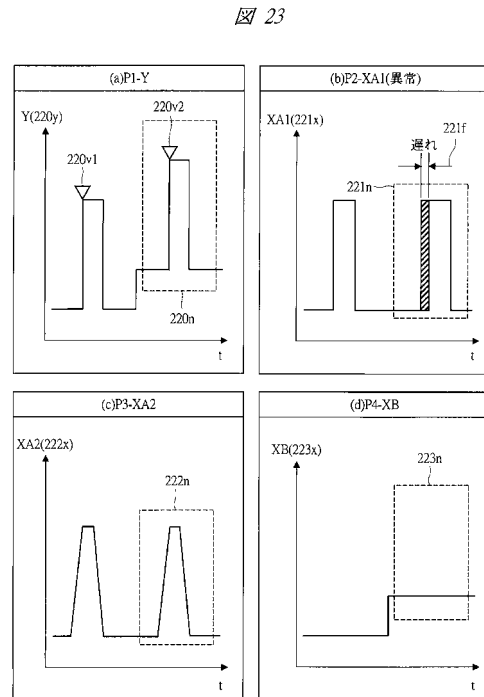 図 23
(a)P1-Y
Y(220y)
220v1
220v2
220n
t
(b)P2-XA1(異常)
XA1(221x)
遅れ
221f
221n
t
(c)P3-XA2
XA2(222x)
222n
t
(d)P4-XB
XB(223x)
223n
t